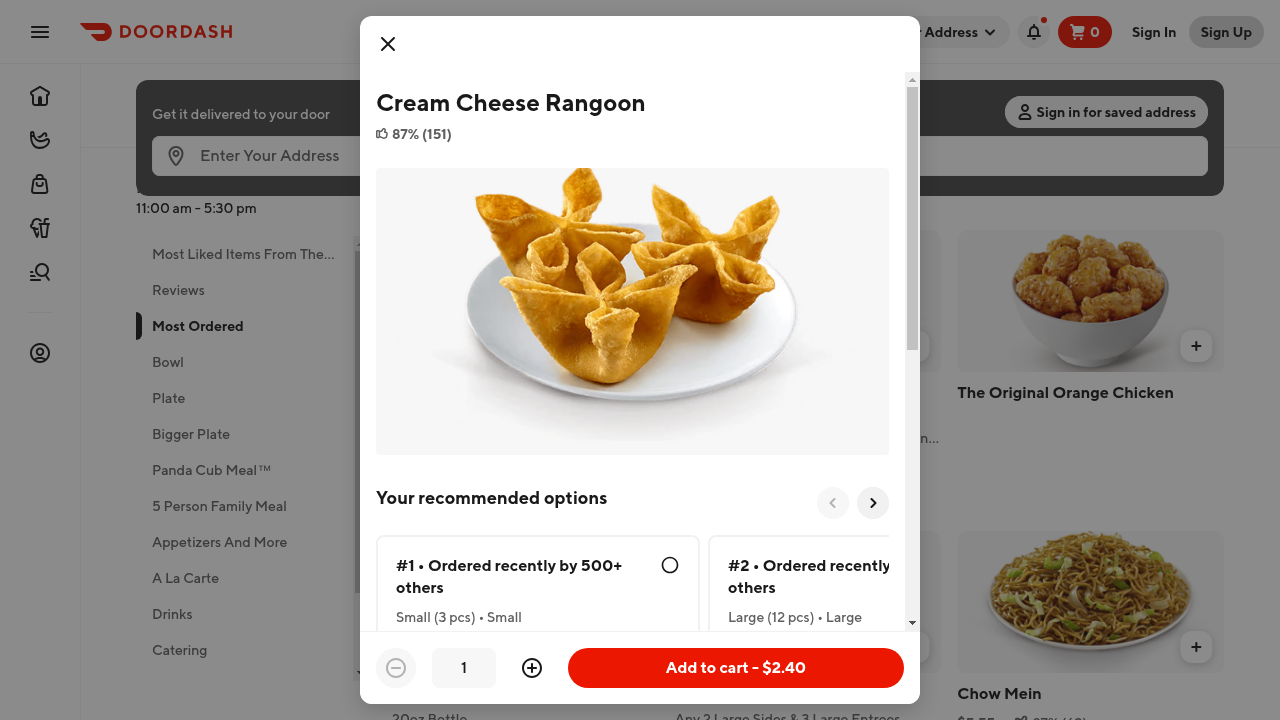 DOORDASH
Address
0
Sign In
Sign Up
Get it delivered to your door
Sign in for saved address
Enter Your Address
11:00 am - 5:30 pm
Most Liked Items From The...
Reviews
Most Ordered
Bowl
Plate
Bigger Plate
Panda Cub Meal™
5 Person Family Meal
Appetizers And More
A La Carte
Drinks
Catering
Cream Cheese Rangoon
87% (151)
Your recommended options
#1 • Ordered recently by 500+
others
Small (3 pcs) • Small
#2 • Ordered recently
others
Large (12 pcs) • Large
1
Add to cart - $2.40
The Original Orange Chicken
Chow Mein
20oz Bottle
Any 2 Large Sides & 3 Large Entrees